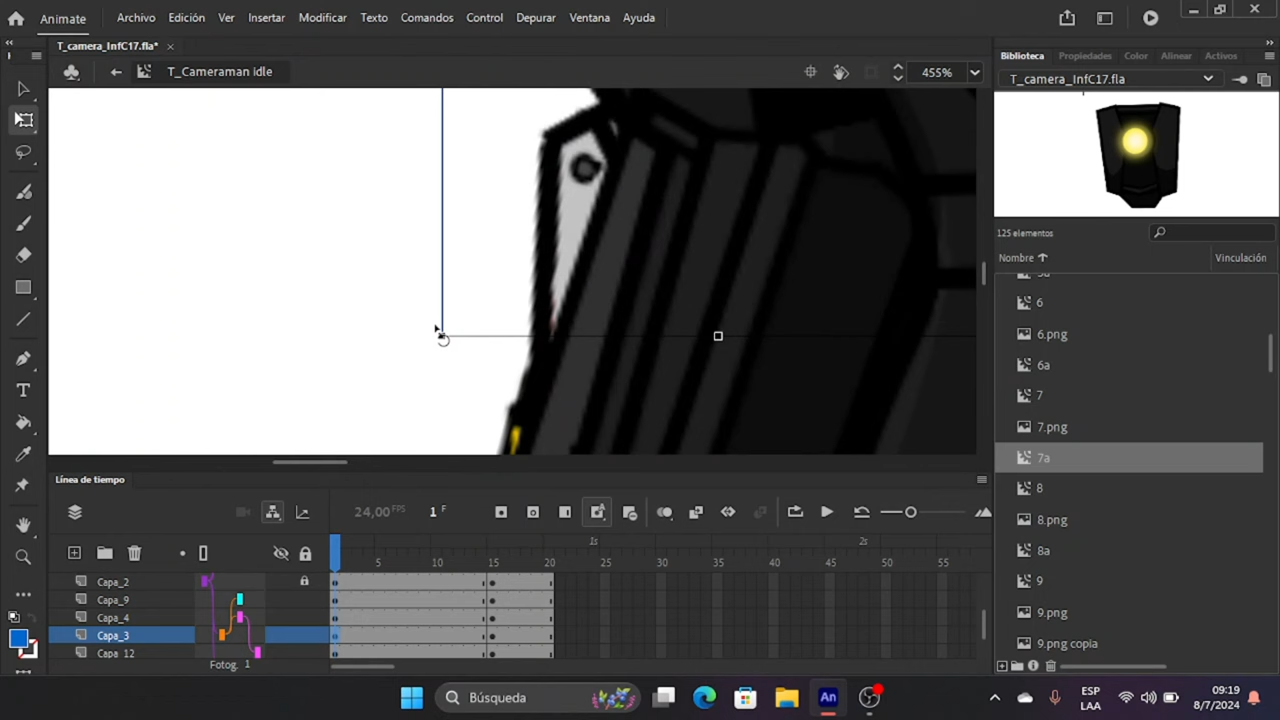 Animate
Archivo Edición Ver Insertar Modificar Texto Comandos Control Depurar Ventana Ayuda
T_camera_InfC17.fla* ×
T_Cameraman idle
455%
Biblioteca Propiedades Color Alinear Activos
T_camera_InfC17.fla
125 elementos
Nombre Vinculación
6
6.png
6a
7
7.png
7a
8
8.png
8a
9
9.png
9.png copia
Línea de tiempo
24,00 FPS 1 F
1s 2s
5 10 15 20 25 30 35 40 45 50 55
Capa_2
Capa_9
Capa_4
Capa_3
Capa_12
Fotog. 1
T
An
Búsqueda
An
ESP
LAA
09:19
8/7/2024